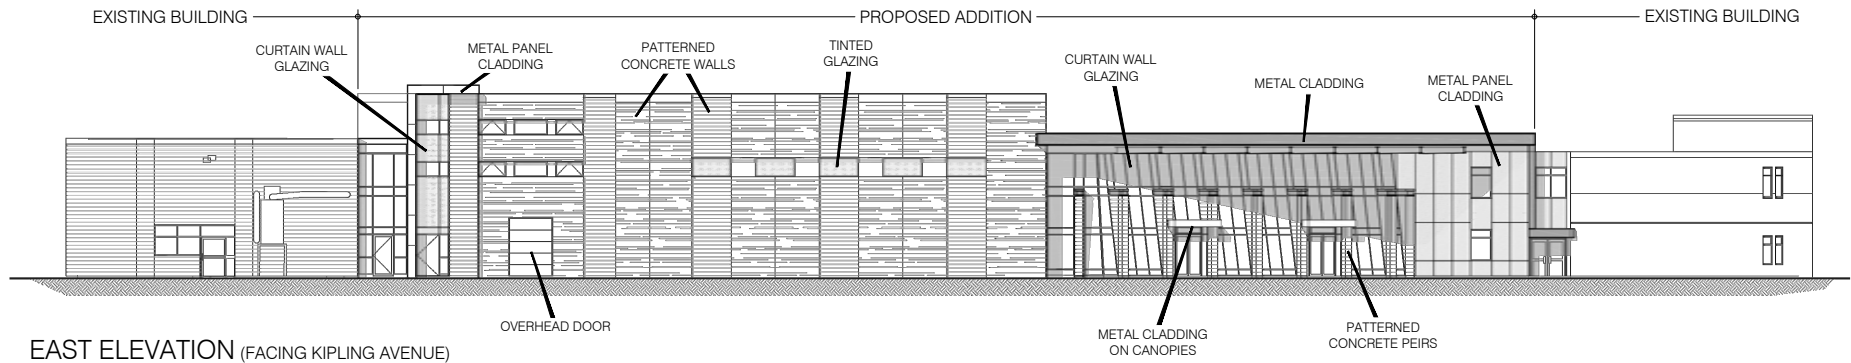 EXISTING BUILDING
PROPOSED ADDITION
EXISTING BUILDING
CURTAIN WALL
GLAZING
METAL PANEL
CLADDING
PATTERNED
CONCRETE WALLS
TINTED
GLAZING
CURTAIN WALL
GLAZING
METAL CLADDING
METAL PANEL
CLADDING
OVERHEAD DOOR
METAL CLADDING
ON CANOPIES
PATTERNED
CONCRETE PEIRS
EAST ELEVATION (FACING KIPLING AVENUE)